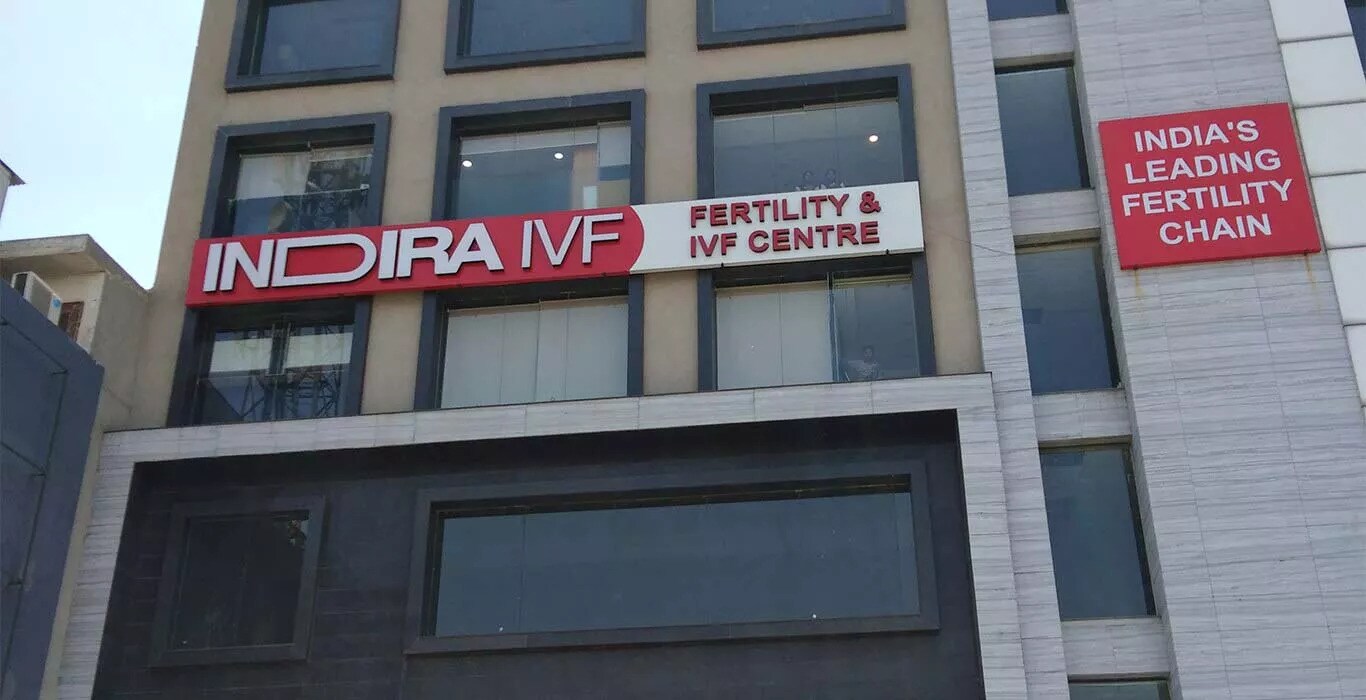 INDIRA IVF
FERTILITY &
IVF CENTRE
INDIA'S
LEADING
FERTILITY
CHAIN